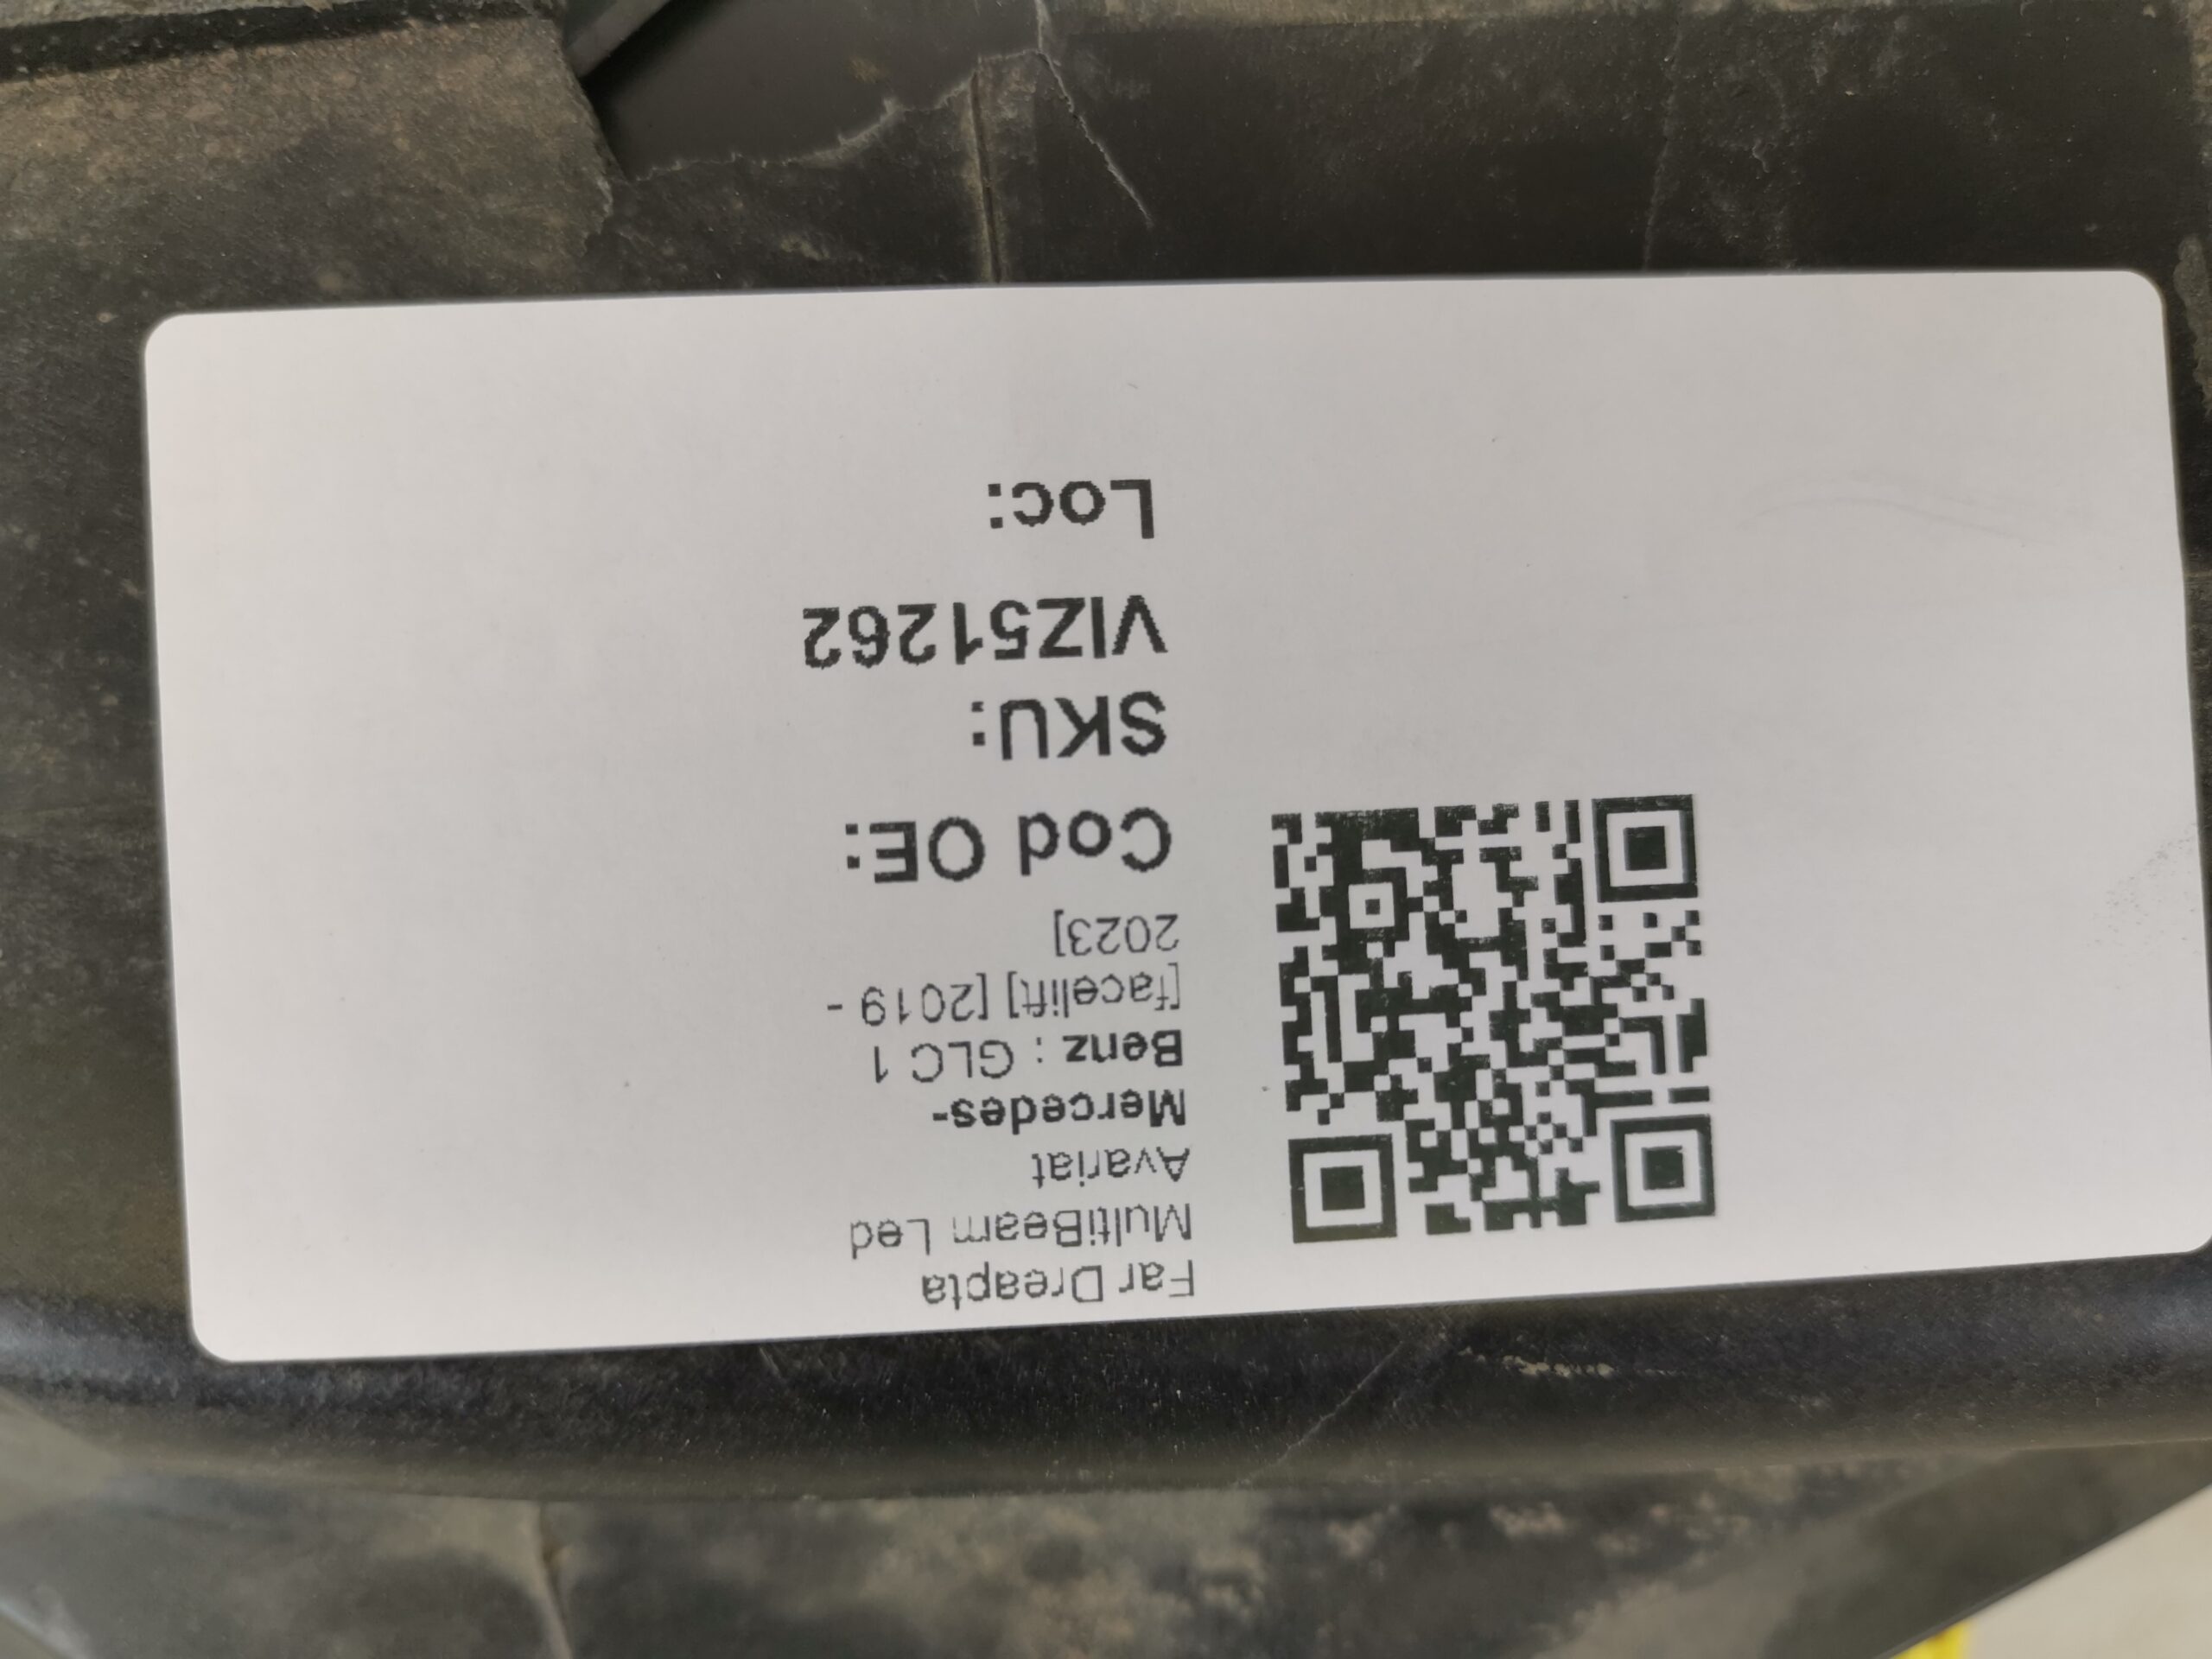 Far Dreapta
MultiBeam Led
Avariat
Mercedes-
Benz : GLC 1
[facelift] [2019 -
2023]
Cod OE:
SKU:
VIZ51262
Loc: